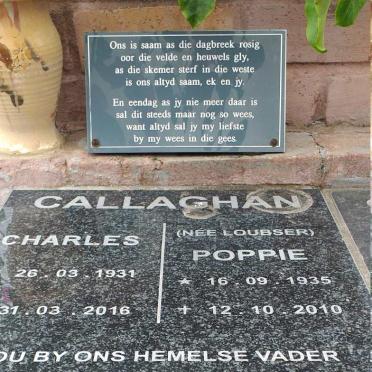 Ons is saam as die dagbreek rosig
oor die velde en heuwels gly,
as die skemer sterf in die weste
is ons altyd saam, ek en jy.
En eendag as jy nie meer daar is
sal dit steeds maar nog so wees,
want altyd sal jy my liefste
by my wees in die gees.
CALLAGHAN
CHARLES
26 . 03 . 1931
31 . 03 . 2016
(NEE LOUBSER)
POPPIE
★ 16 . 09 . 1935
✝ 12 . 10 . 2010
BY ONS HEMELSE VADER